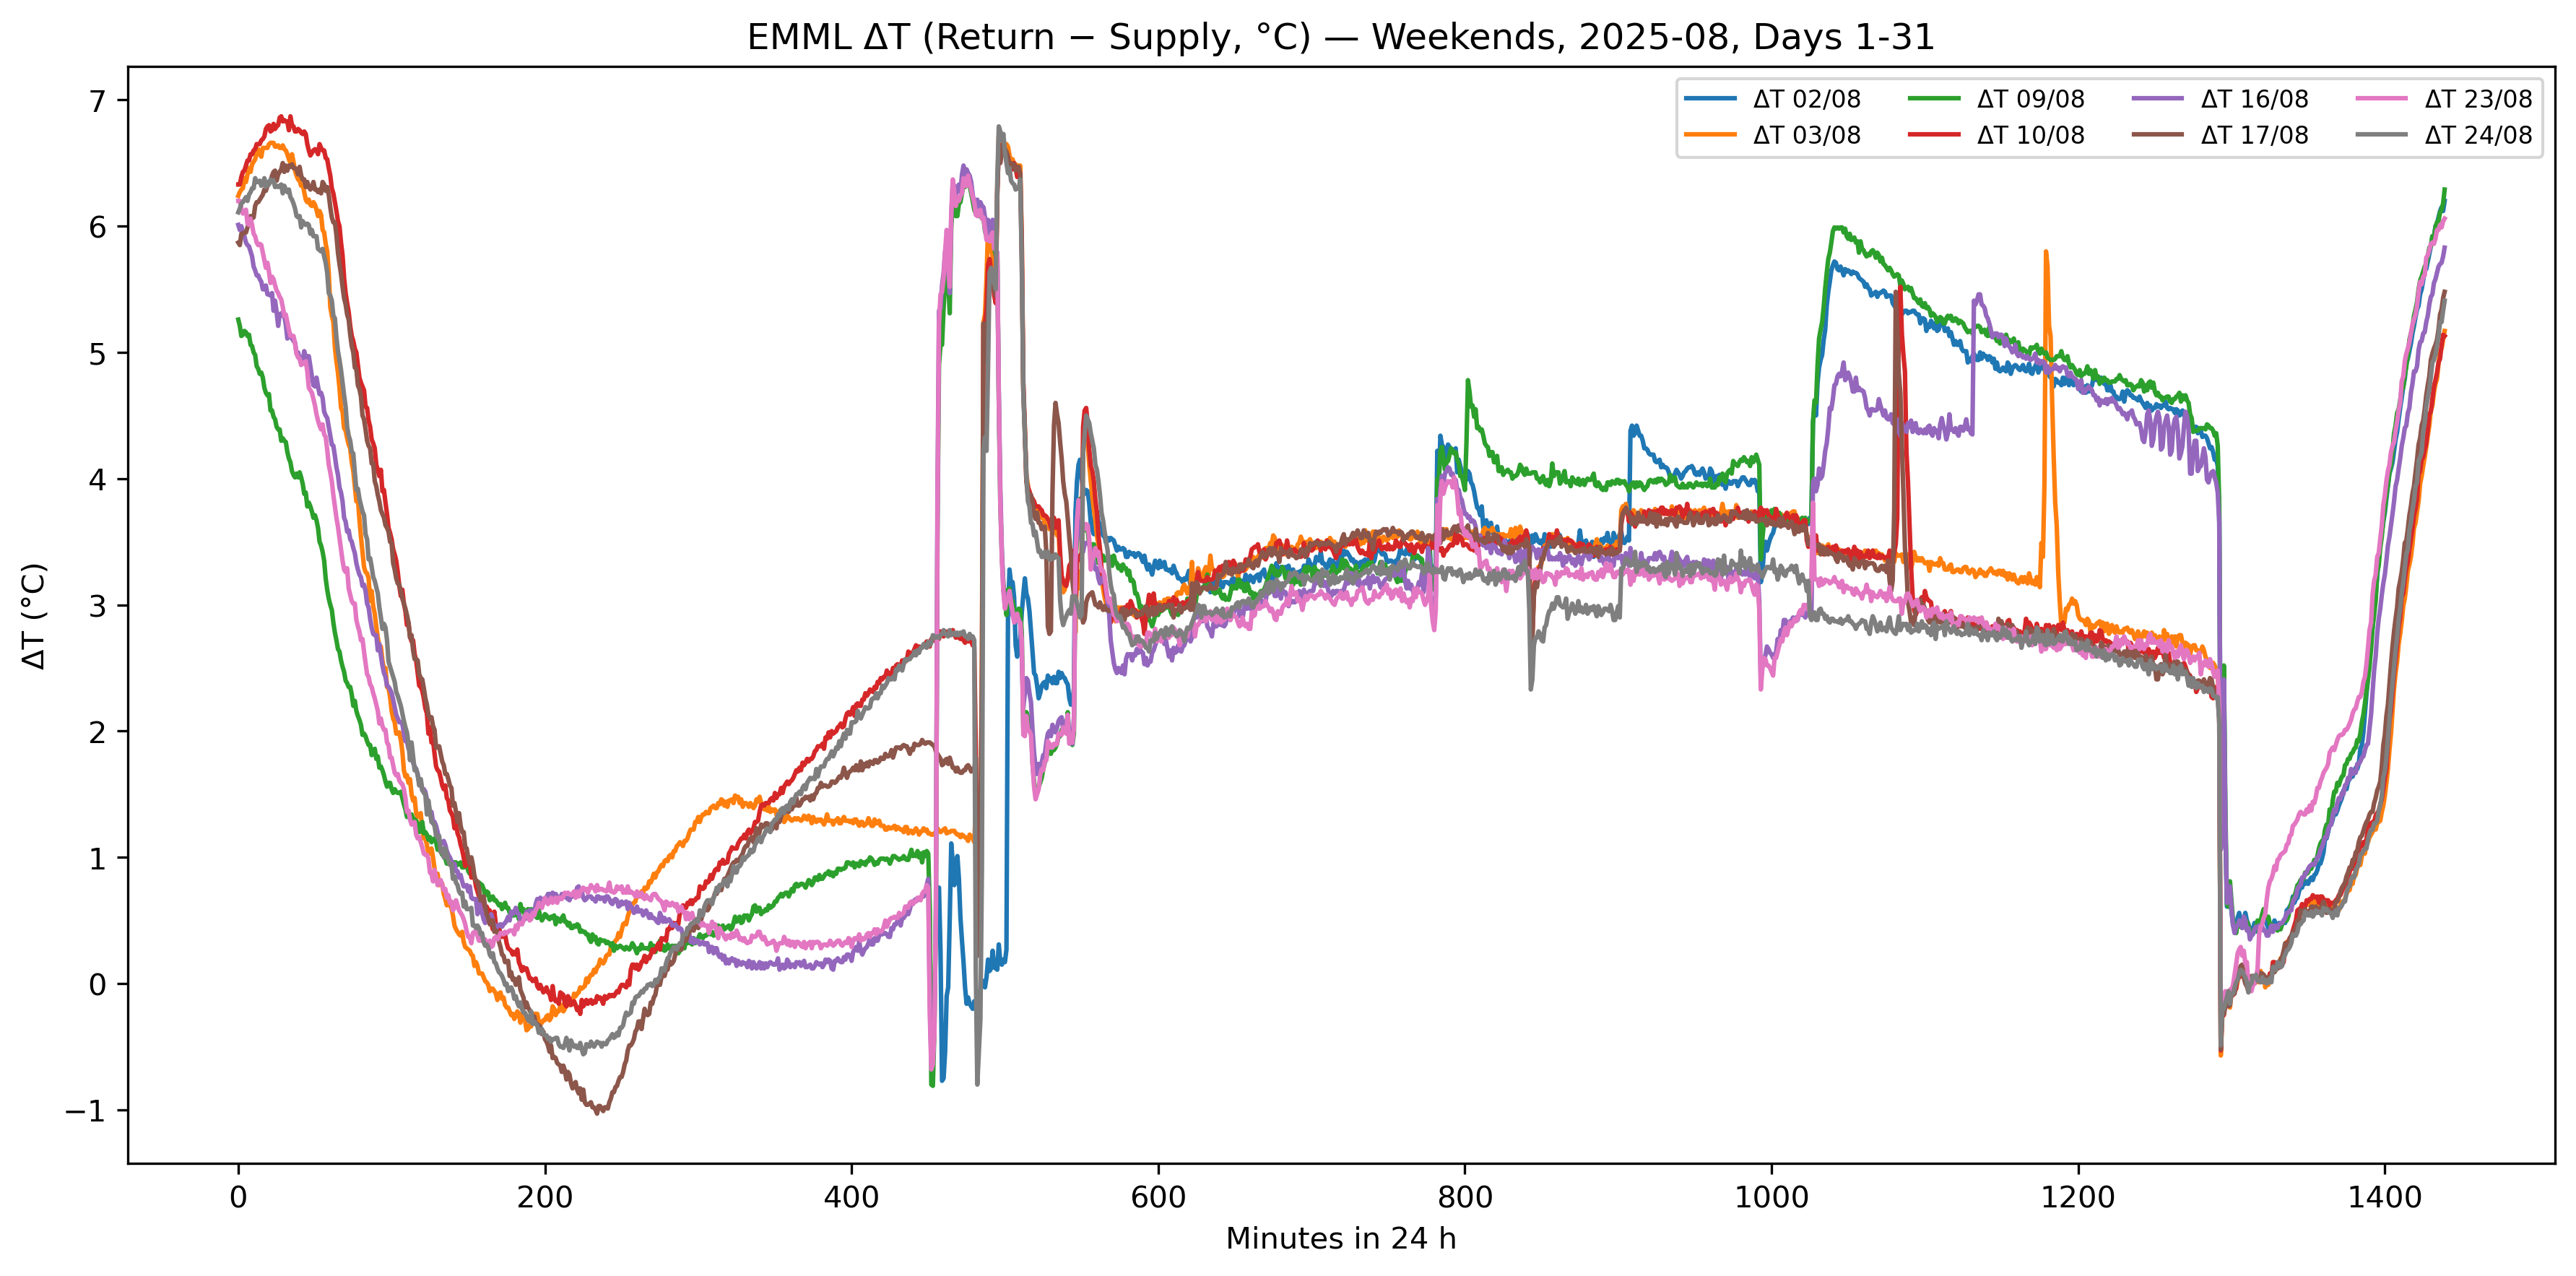 EMML ΔT (Return − Supply, °C) — Weekends, 2025-08, Days 1-31
ΔT 02/08 ΔT 09/08 ΔT 16/08 ΔT 23/08
ΔT 03/08 ΔT 10/08 ΔT 17/08 ΔT 24/08
ΔT (°C)
7
6
5
4
3
2
1
0
−1
0 200 400 600 800 1000 1200 1400
Minutes in 24 h